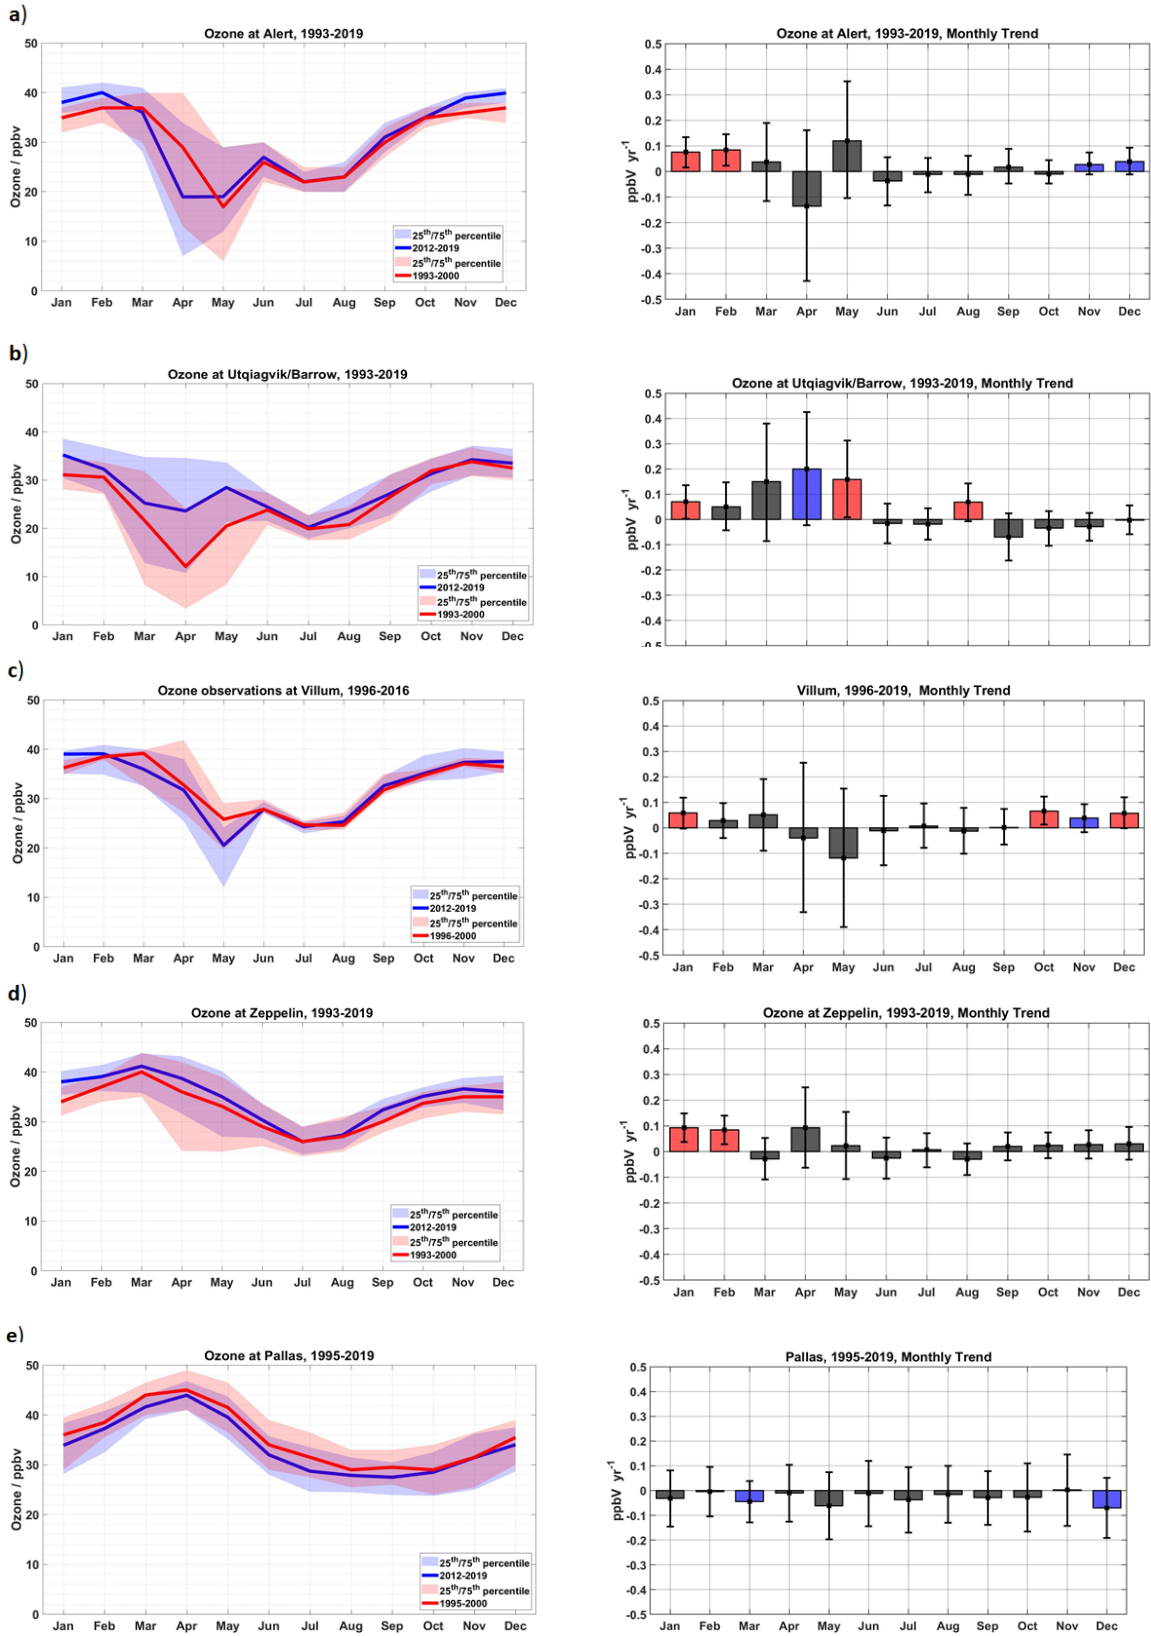 a)
Ozone at Alert, 1993-2019
50
40
30
20
10
0
Ozone / ppbv
Jan Feb Mar Apr May Jun Jul Aug Sep Oct Nov Dec
25th/75th percentile
2012-2019
25th/75th percentile
1993-2000
Ozone at Alert, 1993-2019, Monthly Trend
0.5
0.4
0.3
0.2
0.1
0
-0.1
-0.2
-0.3
-0.4
-0.5
ppbV yr-1
Jan Feb Mar Apr May Jun Jul Aug Sep Oct Nov Dec
b)
Ozone at Utqiagvik/Barrow, 1993-2019
50
40
30
20
10
0
Ozone / ppbv
Jan Feb Mar Apr May Jun Jul Aug Sep Oct Nov Dec
25th/75th percentile
2012-2019
25th/75th percentile
1993-2000
Ozone at Utqiagvik/Barrow, 1993-2019, Monthly Trend
0.5
0.4
0.3
0.2
0.1
0
-0.1
-0.2
-0.3
-0.4
-0.5
ppbV yr-1
c)
Ozone observations at Villum, 1996-2016
50
40
30
20
10
0
Ozone / ppbv
Jan Feb Mar Apr May Jun Jul Aug Sep Oct Nov Dec
25th/75th percentile
2012-2019
25th/75th percentile
1996-2000
Villum, 1996-2019, Monthly Trend
0.5
0.4
0.3
0.2
0.1
0
-0.1
-0.2
-0.3
-0.4
-0.5
ppbV yr-1
Jan Feb Mar Apr May Jun Jul Aug Sep Oct Nov Dec
d)
Ozone at Zeppelin, 1993-2019
50
40
30
20
10
0
Ozone / ppbv
Jan Feb Mar Apr May Jun Jul Aug Sep Oct Nov Dec
25th/75th percentile
2012-2019
25th/75th percentile
1993-2000
Ozone at Zeppelin, 1993-2019, Monthly Trend
0.5
0.4
0.3
0.2
0.1
0
-0.1
-0.2
-0.3
-0.4
-0.5
ppbV yr-1
Jan Feb Mar Apr May Jun Jul Aug Sep Oct Nov Dec
e)
Ozone at Pallas, 1995-2019
50
40
30
20
10
0
Ozone / ppbv
Jan Feb Mar Apr May Jun Jul Aug Sep Oct Nov Dec
25th/75th percentile
2012-2019
25th/75th percentile
1995-2000
Pallas, 1995-2019, Monthly Trend
0.5
0.4
0.3
0.2
0.1
0
-0.1
-0.2
-0.3
-0.4
-0.5
ppbV yr-1
Jan Feb Mar Apr May Jun Jul Aug Sep Oct Nov Dec